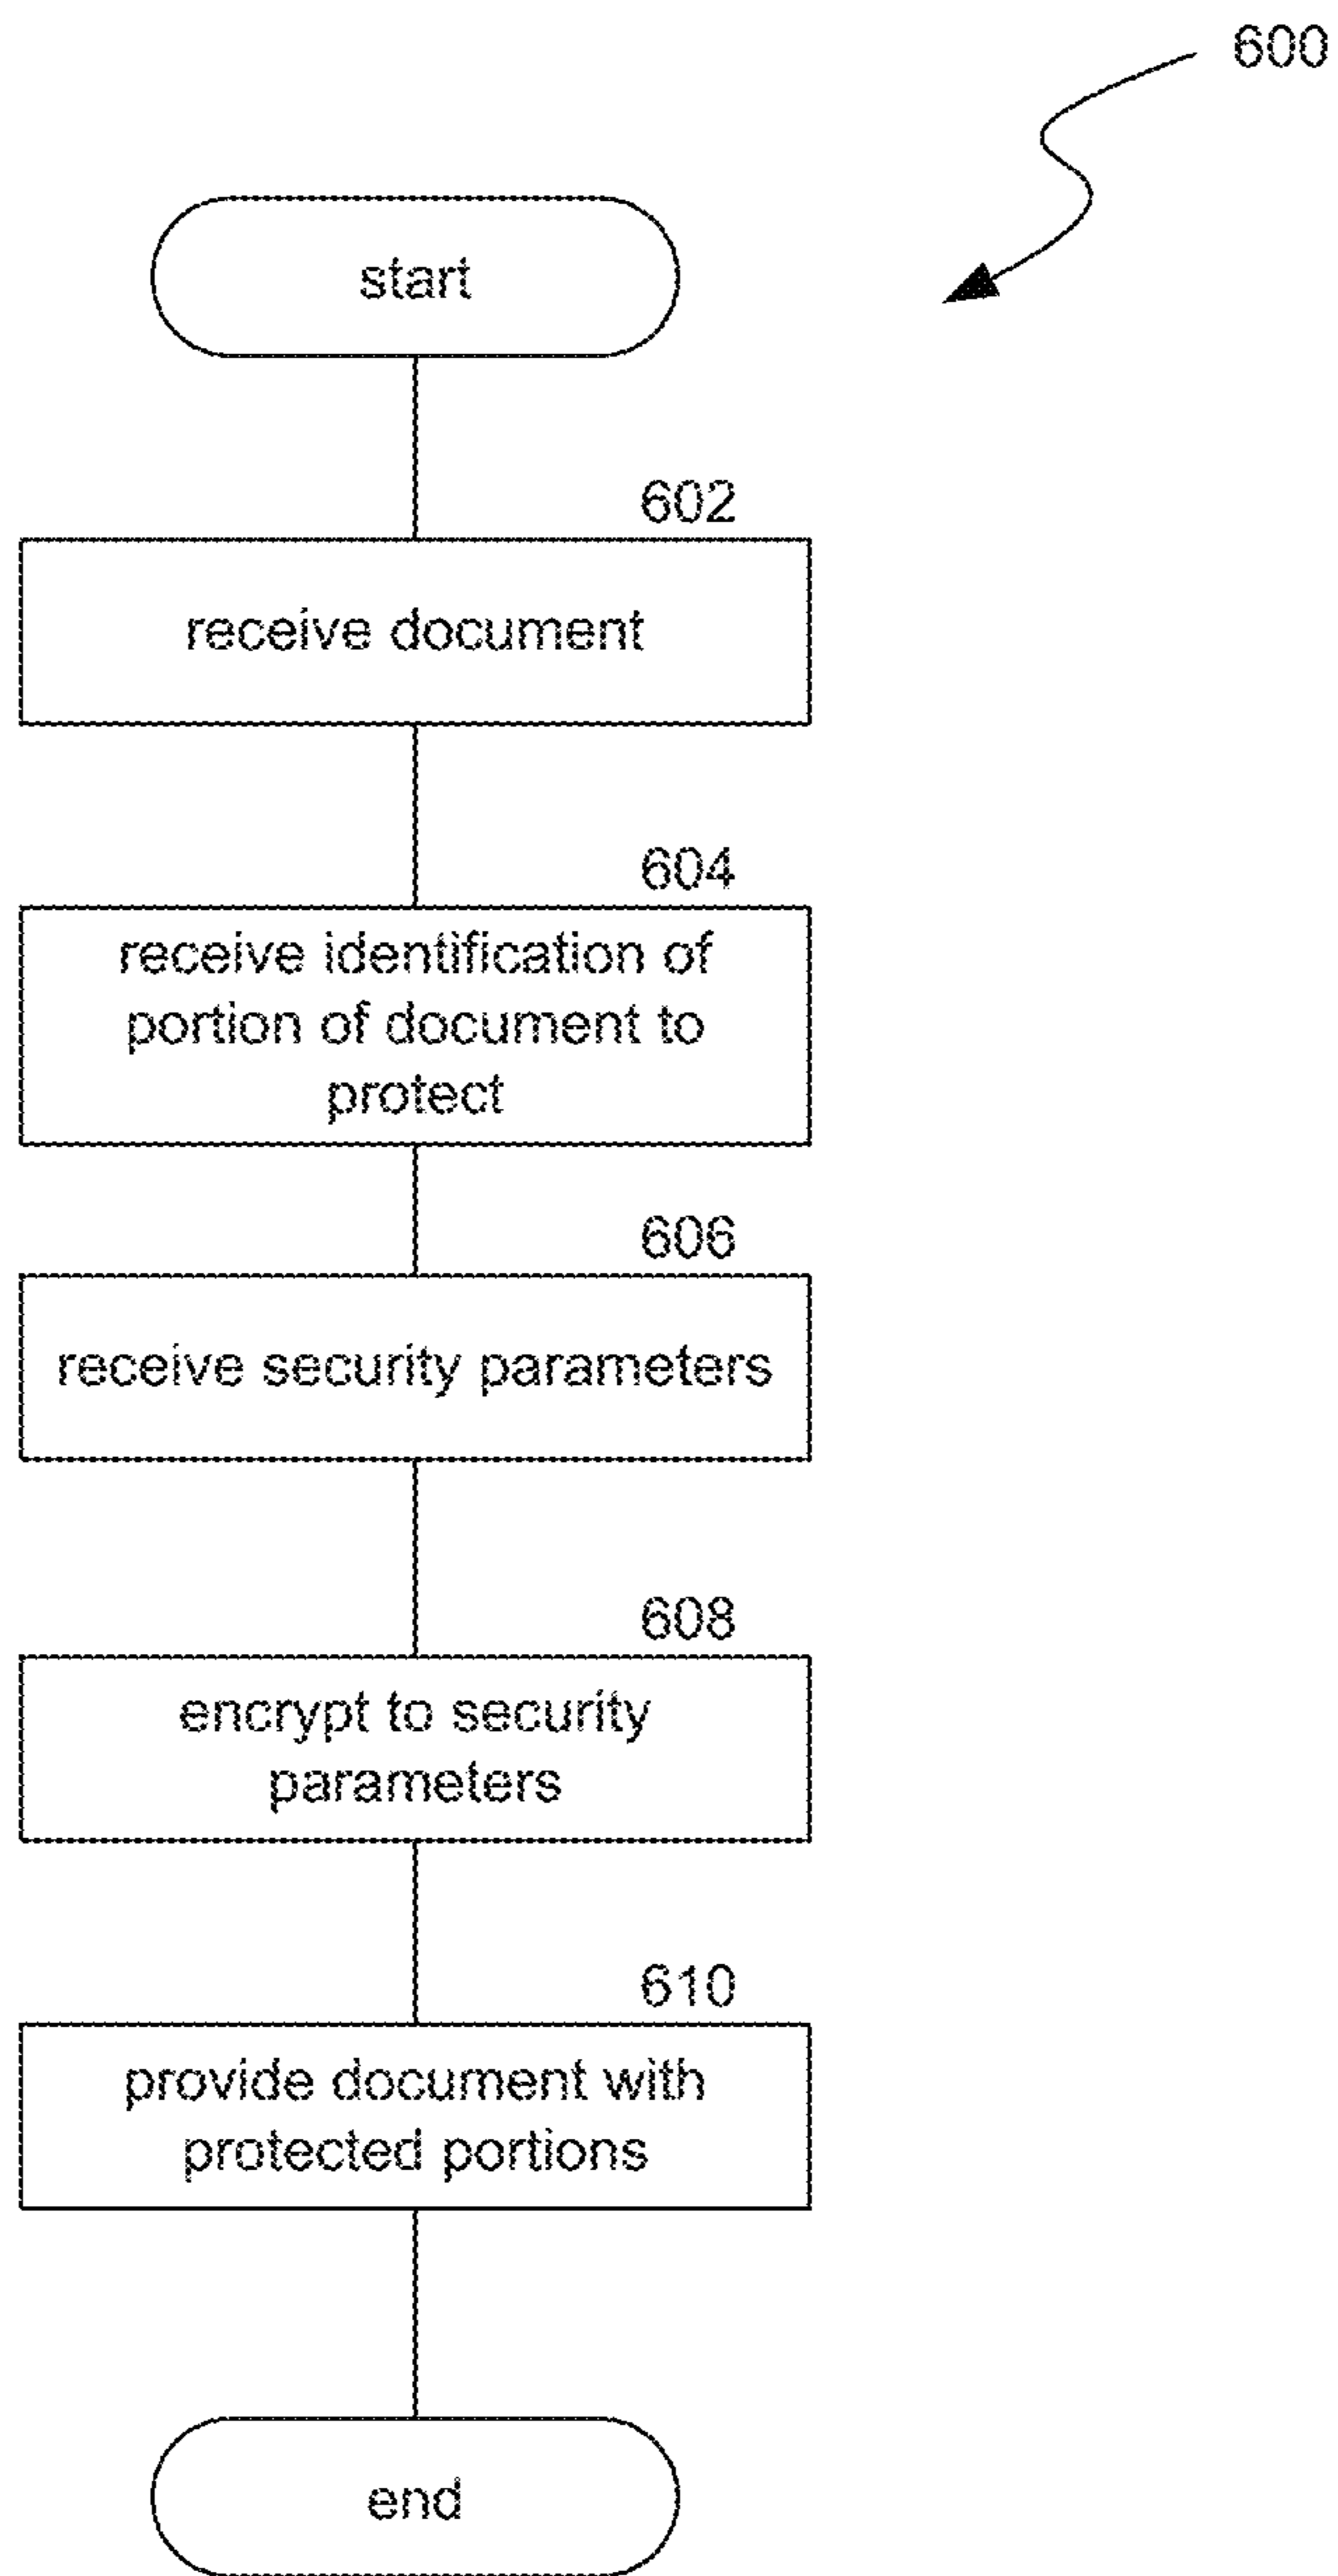 600
start
602
receive document
604
receive identification of
portion of document to
protect
606
receive security parameters
608
encrypt to security
parameters
610
provide document with
protected portions
end